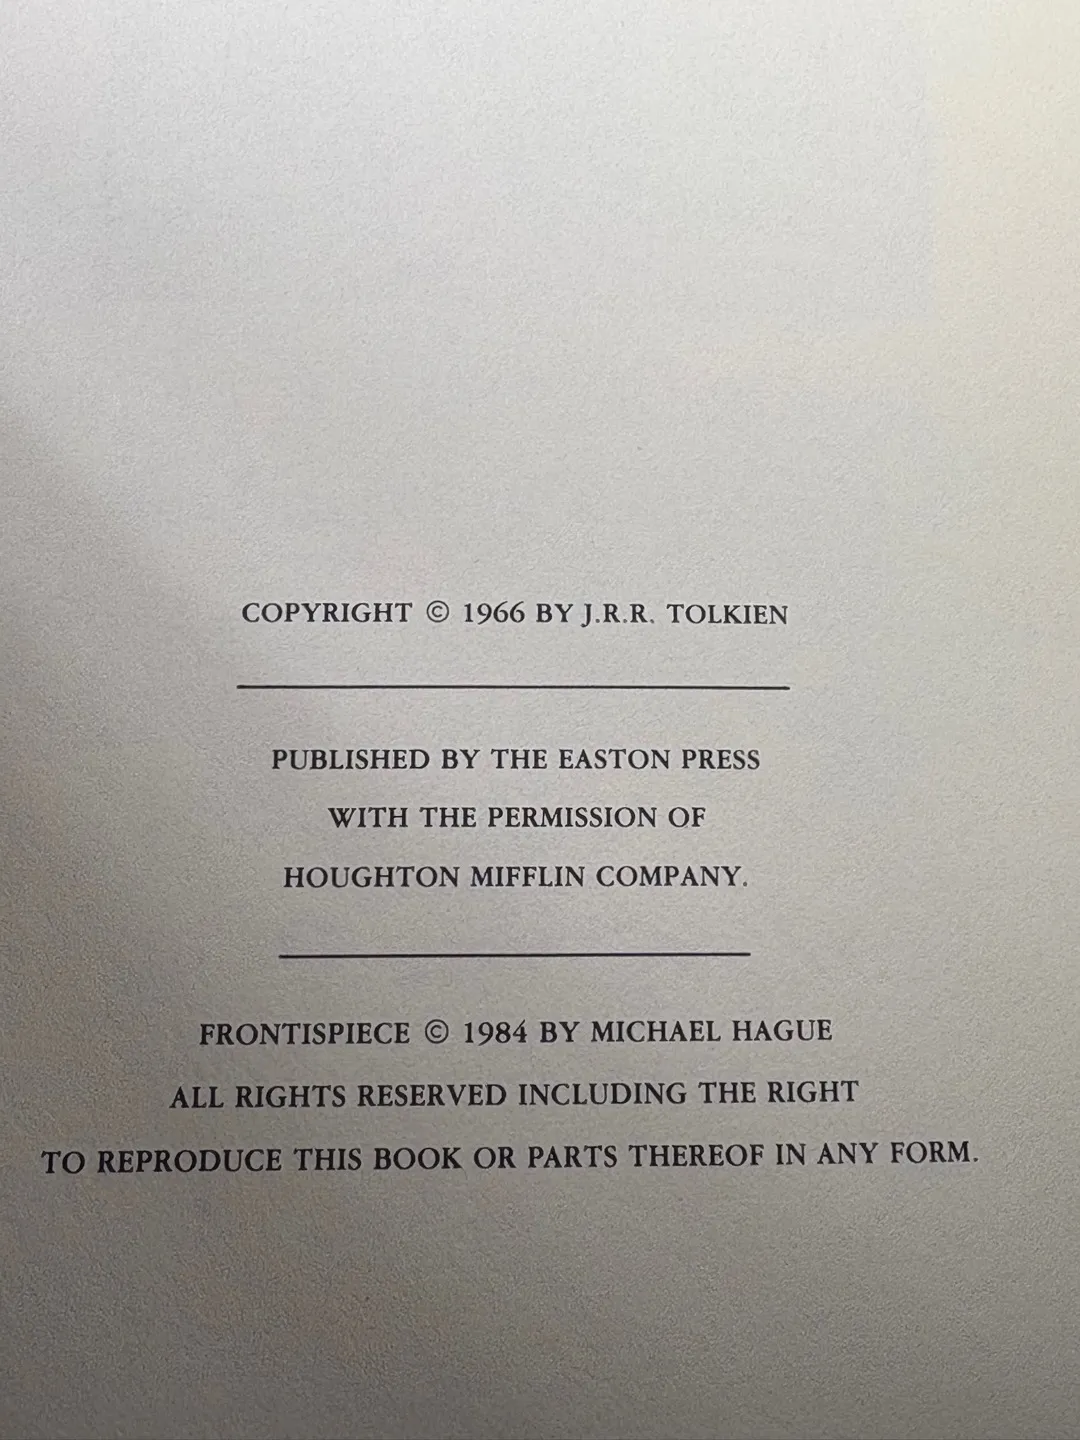 COPYRIGHT © 1966 BY J.R.R. TOLKIEN
PUBLISHED BY THE EASTON PRESS
WITH THE PERMISSION OF
HOUGHTON MIFFLIN COMPANY.
FRONTISPIECE © 1984 BY MICHAEL HAGUE
ALL RIGHTS RESERVED INCLUDING THE RIGHT
TO REPRODUCE THIS BOOK OR PARTS THEREOF IN ANY FORM.